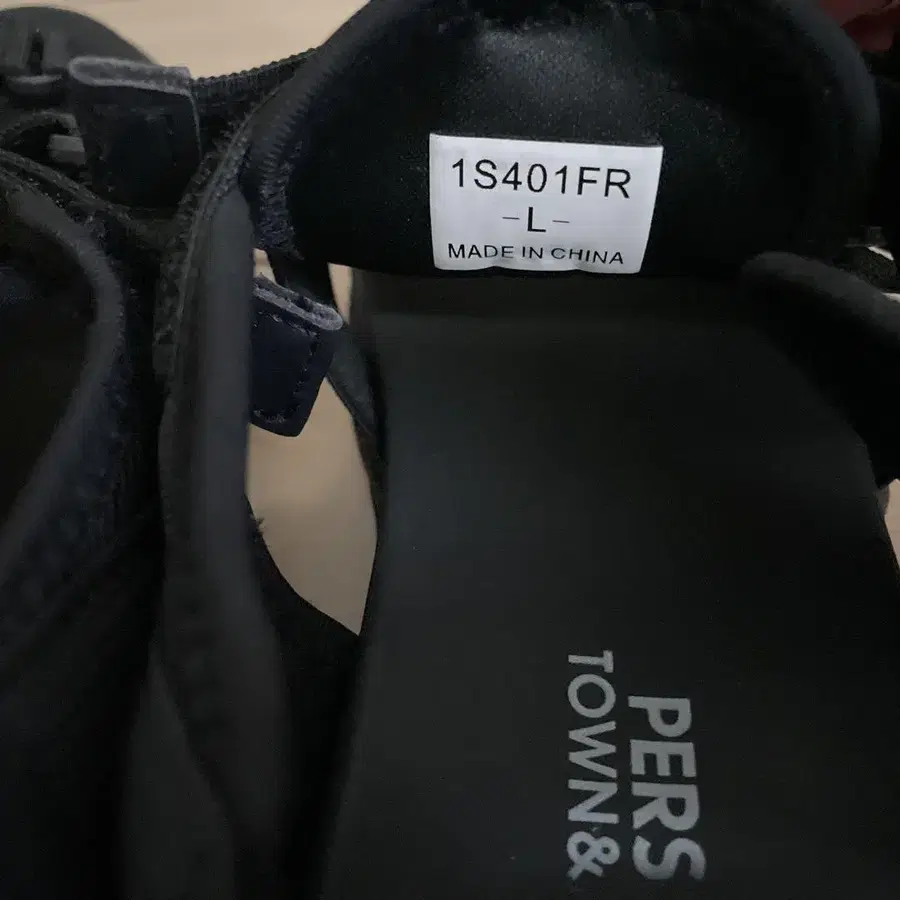 1S401FR
-L-
MADE IN CHINA
PERS
TOWN&